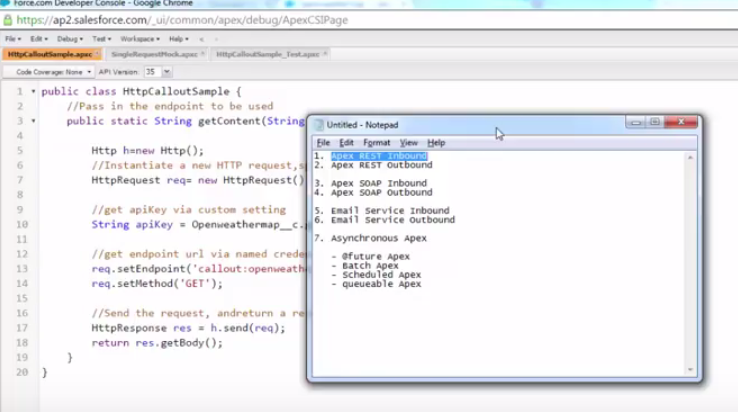 Force.com Developer Console - Google Chrome
https://ap2.salesforce.com/_ui/common/apex/debug/ApexCSIPage
File Edit Debug Test Workspace Help < >
HttpCalloutSample.apxc SingleRequestMock.apxc HttpCalloutSample_Test.apxc
Code Coverage: None API Version: 35
1 public class HttpCalloutSample {
2 //Pass in the endpoint to be used
3 public static String getContent(String
4
5 Http h=new Http();
6 //Instantiate a new HTTP request,
7 HttpRequest req= new HttpRequest()
8
9 //get apiKey via custom setting
10 String apiKey = Openweathermap__c.
11
12 //get endpoint url via named
13 req.setEndpoint('callout:
14 req.setMethod('GET');
15
16 //Send the request, andreturn a
17 HttpResponse res = h.send(req);
18 return res.getBody();
19 }
20 }
Untitled - Notepad
File Edit Format View Help
1. Apex REST Inbound
2. Apex REST Outbound
3. Apex SOAP Inbound
4. Apex SOAP Outbound
5. Email Service Inbound
6. Email Service Outbound
7. Asynchronous Apex
- @future Apex
- Batch Apex
- Scheduled Apex
- queueable Apex